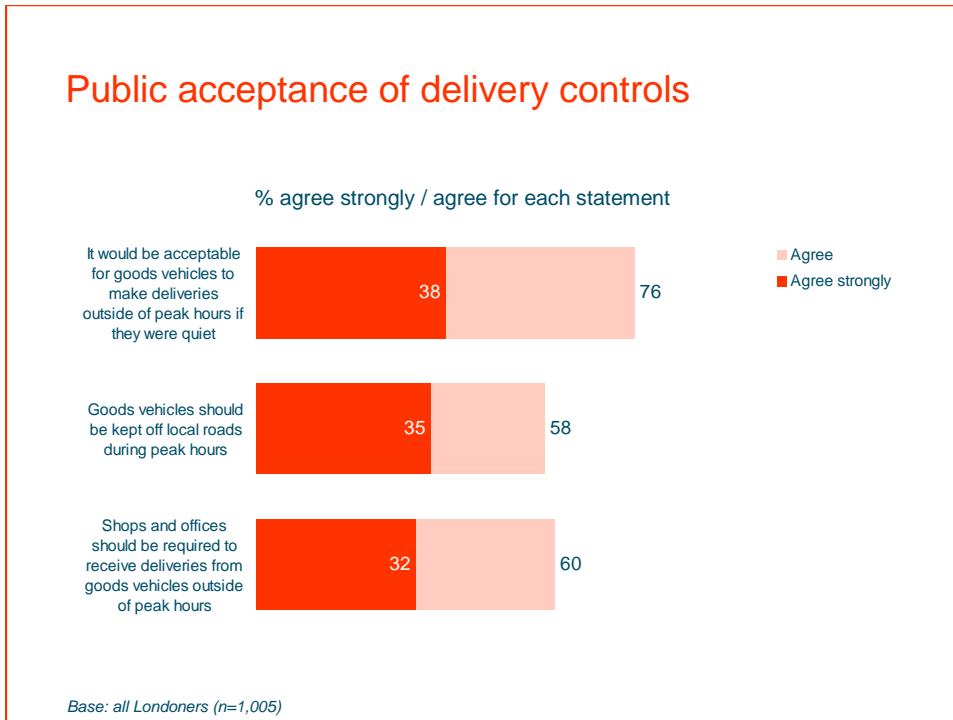 Public acceptance of delivery controls
% agree strongly / agree for each statement
It would be acceptable
for goods vehicles to
make deliveries
outside of peak hours if
they were quiet
38
76
Agree
Agree strongly
Goods vehicles should
be kept off local roads
during peak hours
35
58
Shops and offices
should be required to
receive deliveries from
goods vehicles outside
of peak hours
32
60
Base: all Londoners (n=1,005)